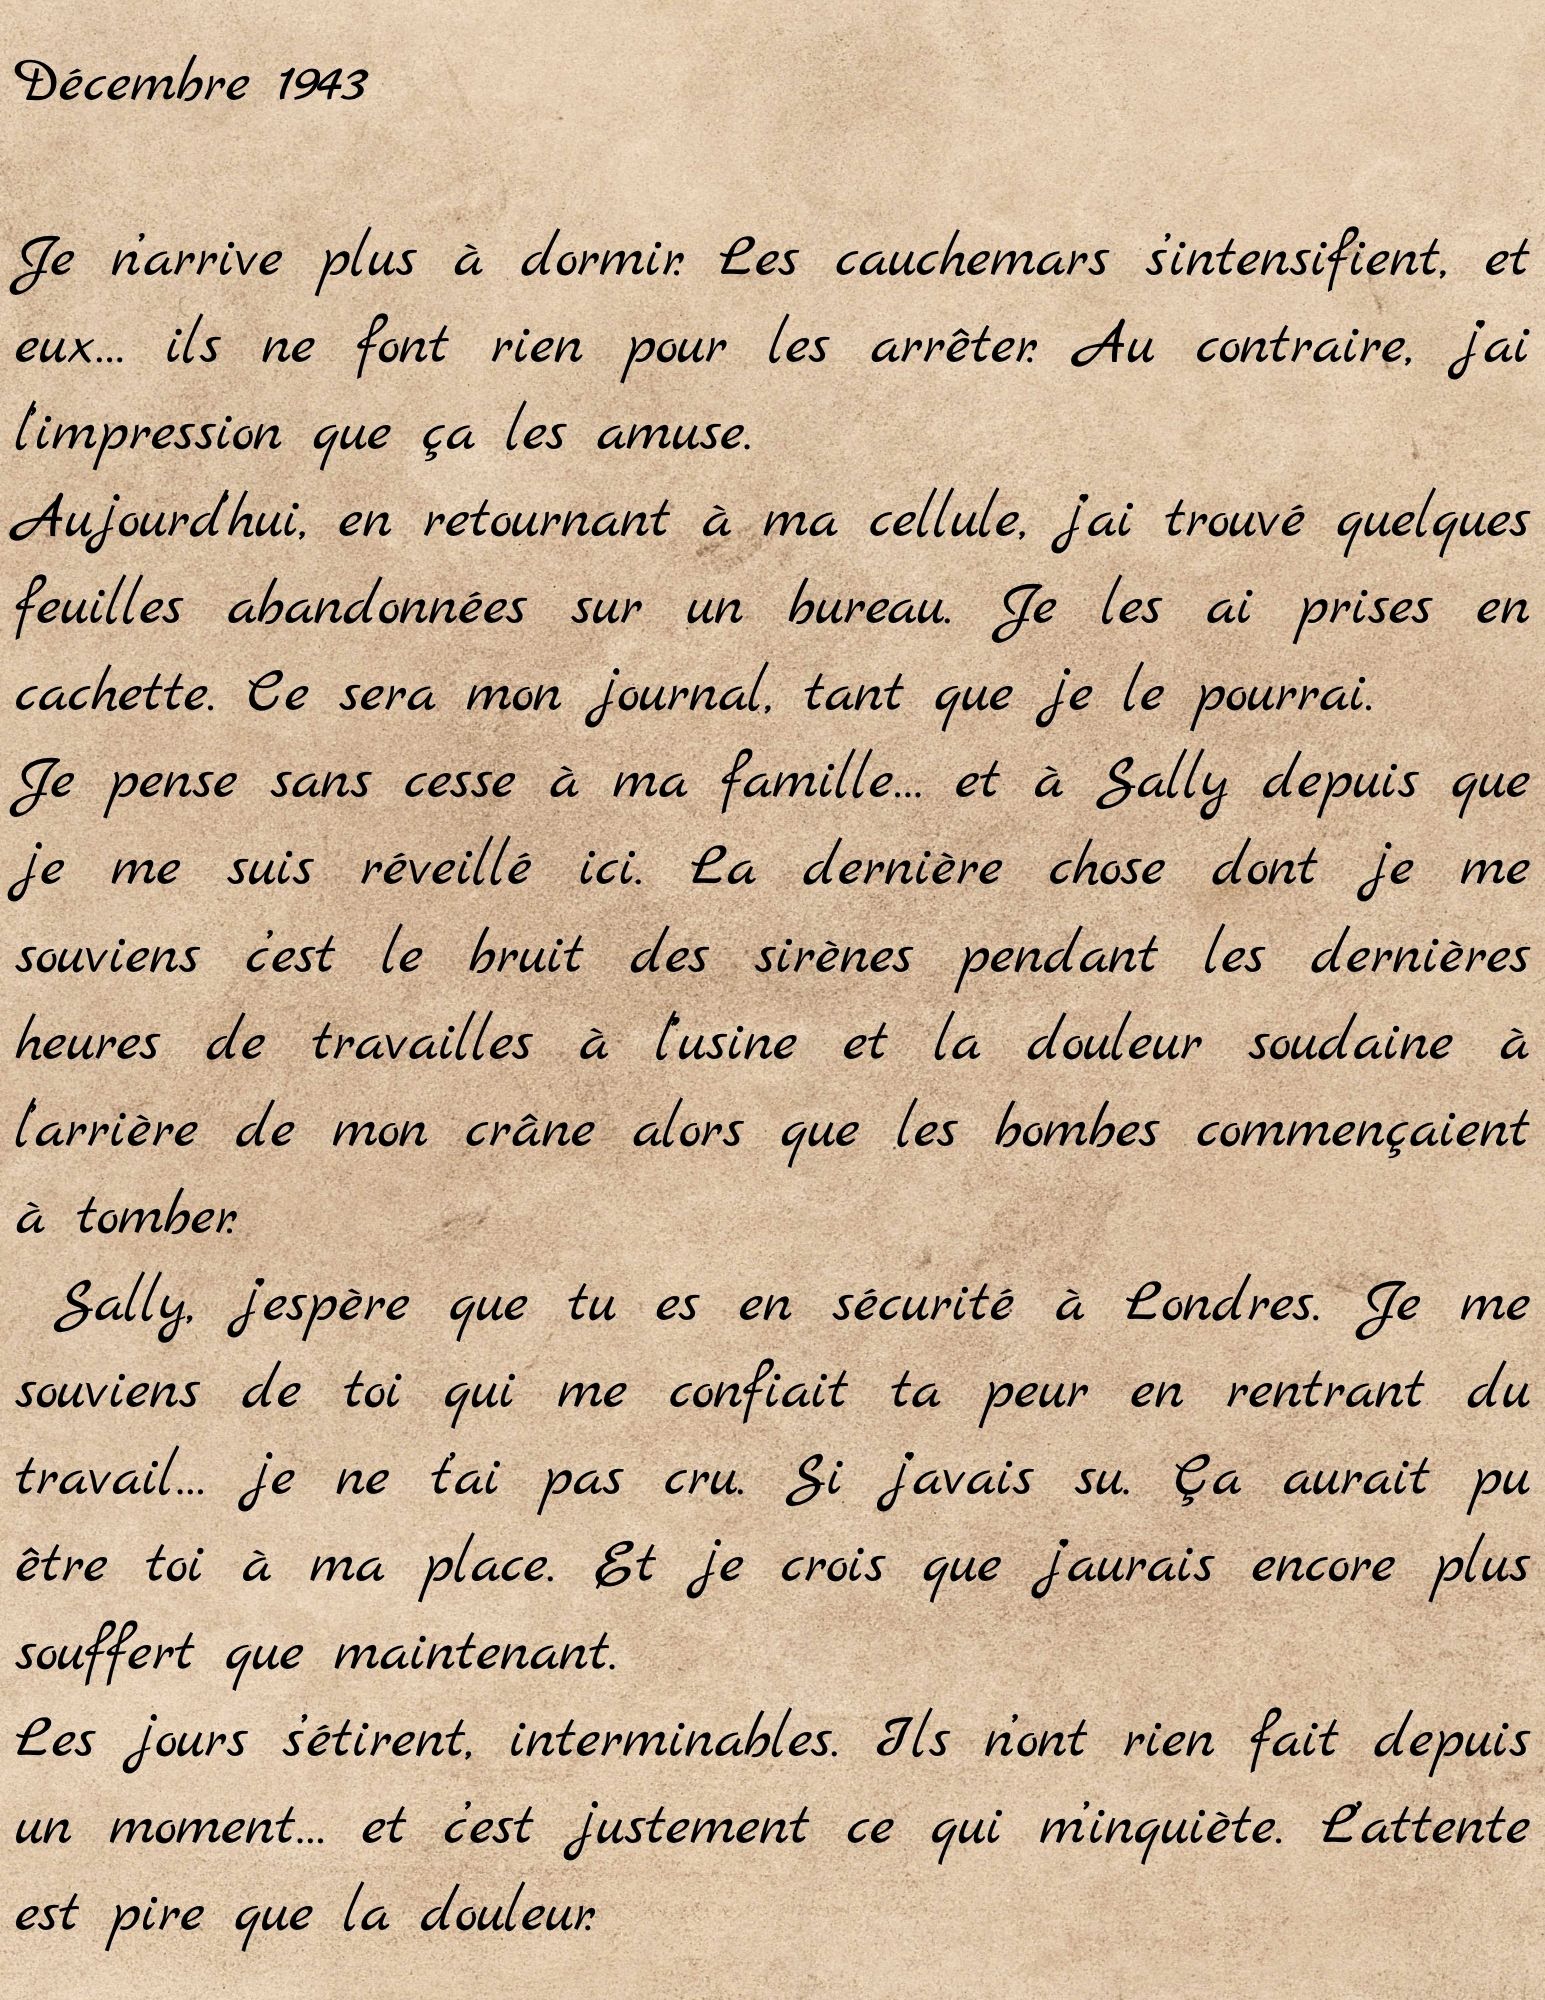 Décembre 1943
Je n'arrive plus à dormir. Les cauchemars s'intensifient, et
eux... ils ne font rien pour les arrêter. Au contraire, j'ai
l'impression que ça les amuse.
Aujourd'hui, en retournant à ma cellule, j'ai trouvé quelques
feuilles abandonnées sur un bureau. Je les ai prises en
cachette. Ce sera mon journal, tant que je le pourrai.
Je pense sans cesse à ma famille... et à Sally depuis que
je me suis réveillé ici. La dernière chose dont je me
souviens c'est le bruit des sirènes pendant les dernières
heures de travailles à l'usine et la douleur soudaine à
l'arrière de mon crâne alors que les bombes commençaient
à tomber.
Sally, j'espère que tu es en sécurité à Londres. Je me
souviens de toi qui me confiait ta peur en rentrant du
travail... je ne t'ai pas cru. Si j'avais su. Ça aurait pu
être toi à ma place. Et je crois que j'aurais encore plus
souffert que maintenant.
Les jours s'étirent, interminables. Ils n'ont rien fait depuis
un moment... et c'est justement ce qui m'inquiète. L'attente
est pire que la douleur.